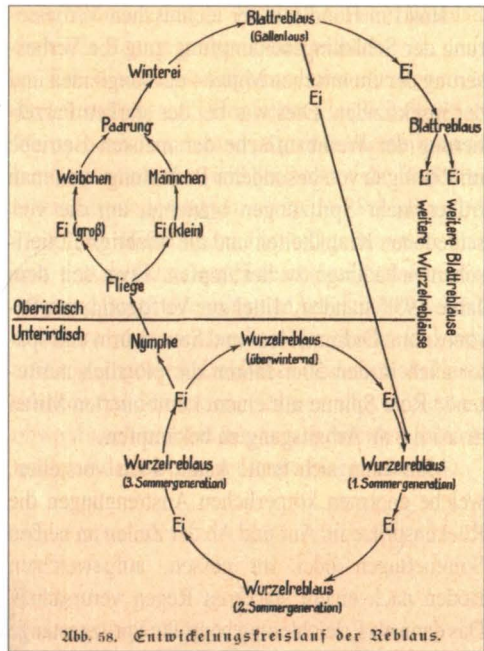 Blattreblaus
(Gallenlaus)
Winterei
Ei
Ei
Paarung
Blattreblaus
Weibchen
Männchen
Ei
Ei
Ei (groß)
Ei (klein)
weitere Wurzelrebläuse
weitere Blattrebläuse
Fliege
Oberirdisch
Unterirdisch
Nymphe
Wurzelreblaus
(überwinternd)
Ei
Ei
Wurzelreblaus
(3. Sommergeneration)
Wurzelreblaus
(1. Sommergeneration)
Ei
Ei
Wurzelreblaus
(2. Sommergeneration)
Abb. 58. Entwickelungskreislauf der Reblaus.